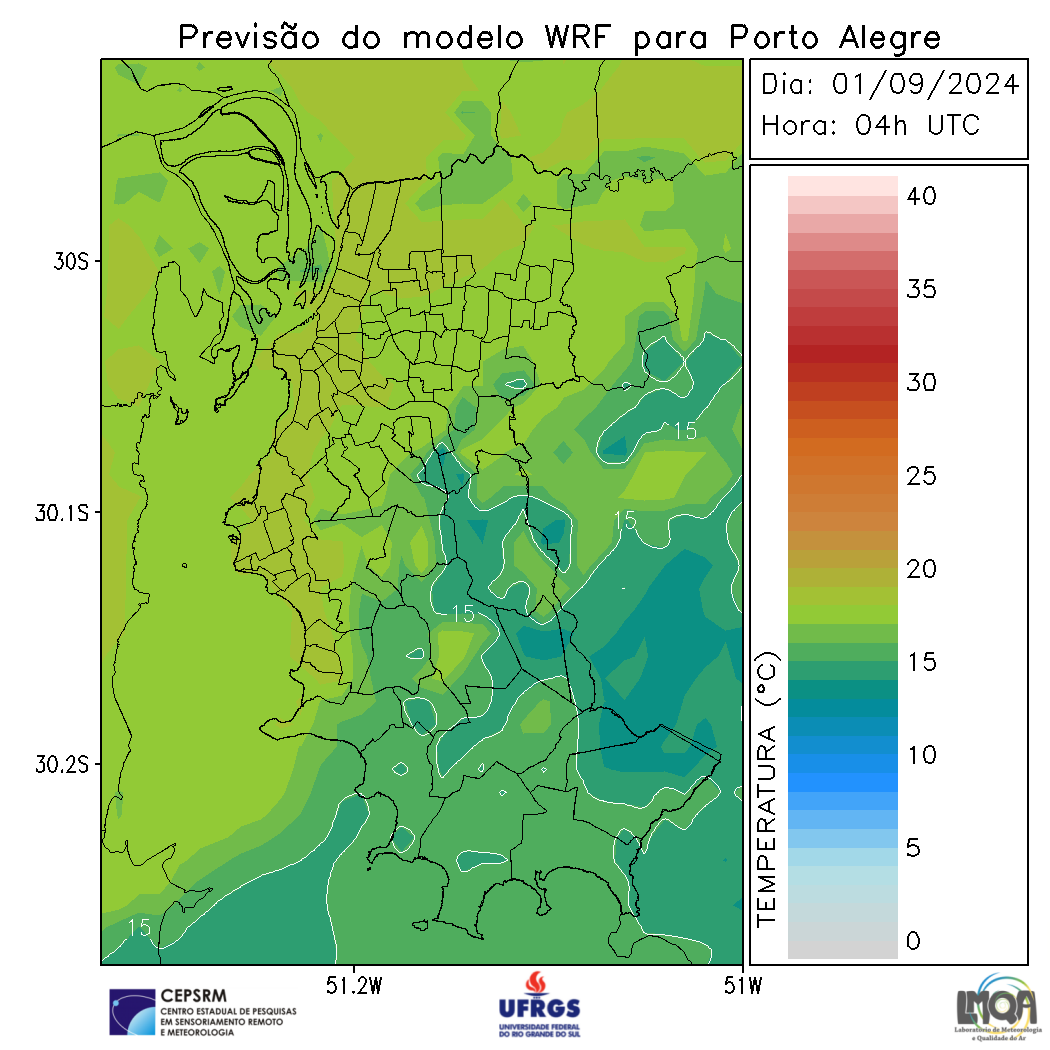 Previsão do modelo WRF para Porto Alegre
Dia: 01/09/2024
Hora: 04h UTC
30S
30.1S
30.2S
51.2W
51W
15
15
15
15
TEMPERATURA (°C)
40
35
30
25
20
15
10
5
0
CEPSRM
CENTRO ESTADUAL DE PESQUISAS
EM SENSORIAMENTO REMOTO
E METEOROLOGIA
UFRGS
UNIVERSIDADE FEDERAL
DO RIO GRANDE DO SUL
LMQA
Laboratório de Meteorologia
e Qualidade do Ar